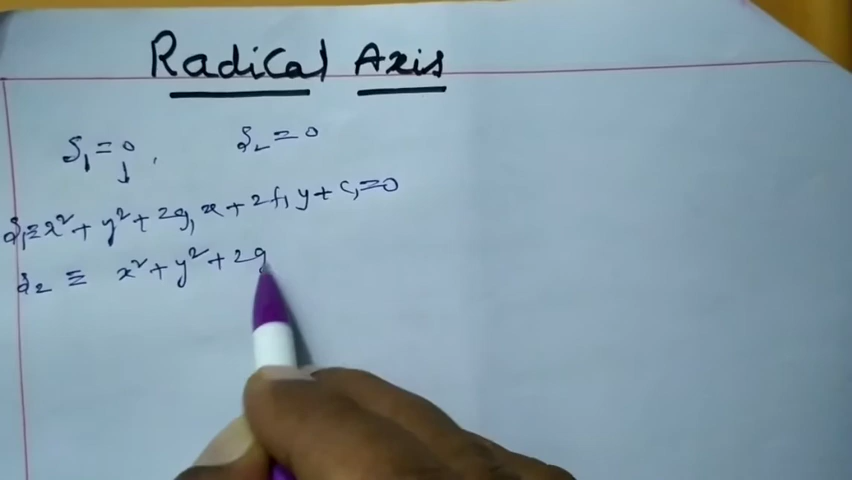 Radical Axis
S₁ = 0 , S₂ = 0
S₁ ≡ x² + y² + 2g₁x + 2f₁y + c₁ = 0
S₂ ≡ x² + y² + 2g